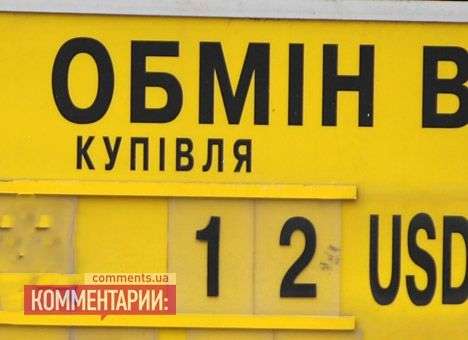 ОБМІН В
КУПІВЛЯ
1 2 USD
comments.ua
КОММЕНТАРИИ: